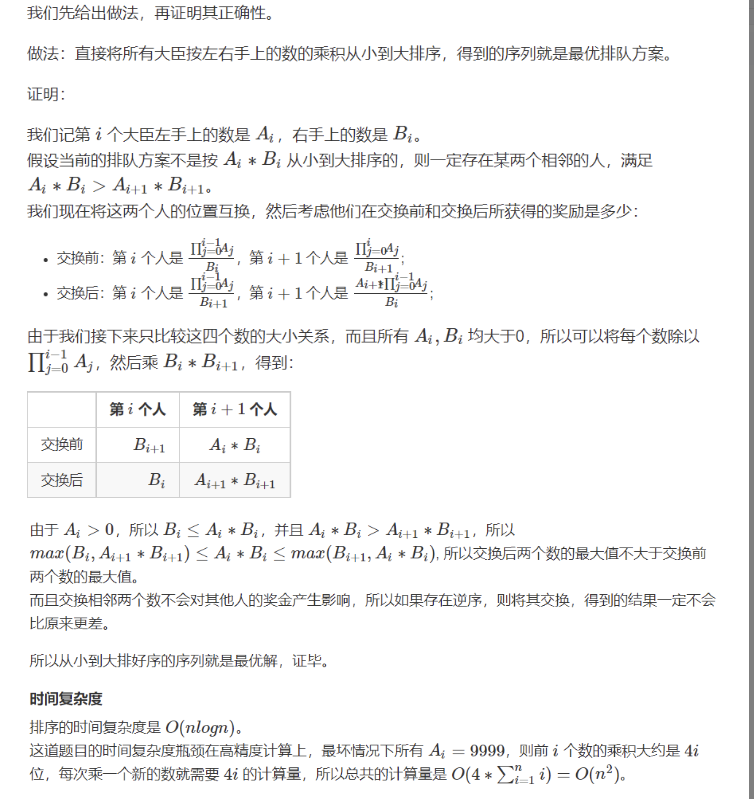 我们先给出做法，再证明其正确性。
做法：直接将所有大臣按左右手上的数的乘积从小到大排序，得到的序列就是最优排队方案。
证明：
我们记第 i 个大臣左手上的数是 A_i，右手上的数是 B_i。
假设当前的排队方案不是按 A_i * B_i 从小到大排序的，则一定存在某两个相邻的人，满足
A_i * B_i > A_{i+1} * B_{i+1}。
我们现在将这两个人的位置互换，然后考虑他们在交换前和交换后所获得的奖励是多少：
• 交换前：第 i 个人是 \frac{\prod_{j=0}^{i-1} A_j}{B_i}，第 i + 1 个人是 \frac{\prod_{j=0}^{i} A_j}{B_{i+1}}；
• 交换后：第 i 个人是 \frac{\prod_{j=0}^{i-1} A_j}{B_{i+1}}，第 i + 1 个人是 \frac{A_{i+1}*\prod_{j=0}^{i-1} A_j}{B_i}；
由于我们接下来只比较这四个数的大小关系，而且所有 A_i, B_i 均大于0，所以可以将每个数除以
\prod_{j=0}^{i-1} A_j，然后乘 B_i * B_{i+1}，得到：
第 i 个人 第 i + 1 个人
交换前 B_{i+1} A_i * B_i
交换后 B_i A_{i+1} * B_{i+1}
由于 A_i > 0，所以 B_i ≤ A_i * B_i，并且 A_i * B_i > A_{i+1} * B_{i+1}，所以
max(B_i, A_{i+1} * B_{i+1}) ≤ A_i * B_i ≤ max(B_{i+1}, A_i * B_i), 所以交换后两个数的最大值不大于交换前
两个数的最大值。
而且交换相邻两个数不会对其他人的奖金产生影响，所以如果存在逆序，则将其交换，得到的结果一定不会
比原来更差。
所以从小到大排好序的序列就是最优解，证毕。
时间复杂度
排序的时间复杂度是 O(nlogn)。
这道题目的时间复杂度瓶颈在高精度计算上，最坏情况下所有 A_i = 9999，则前 i 个数的乘积大约是 4i
位，每次乘一个新的数就需要 4i 的计算量，所以总共的计算量是 O(4 * \sum_{i=1}^{n} i) = O(n^2)。